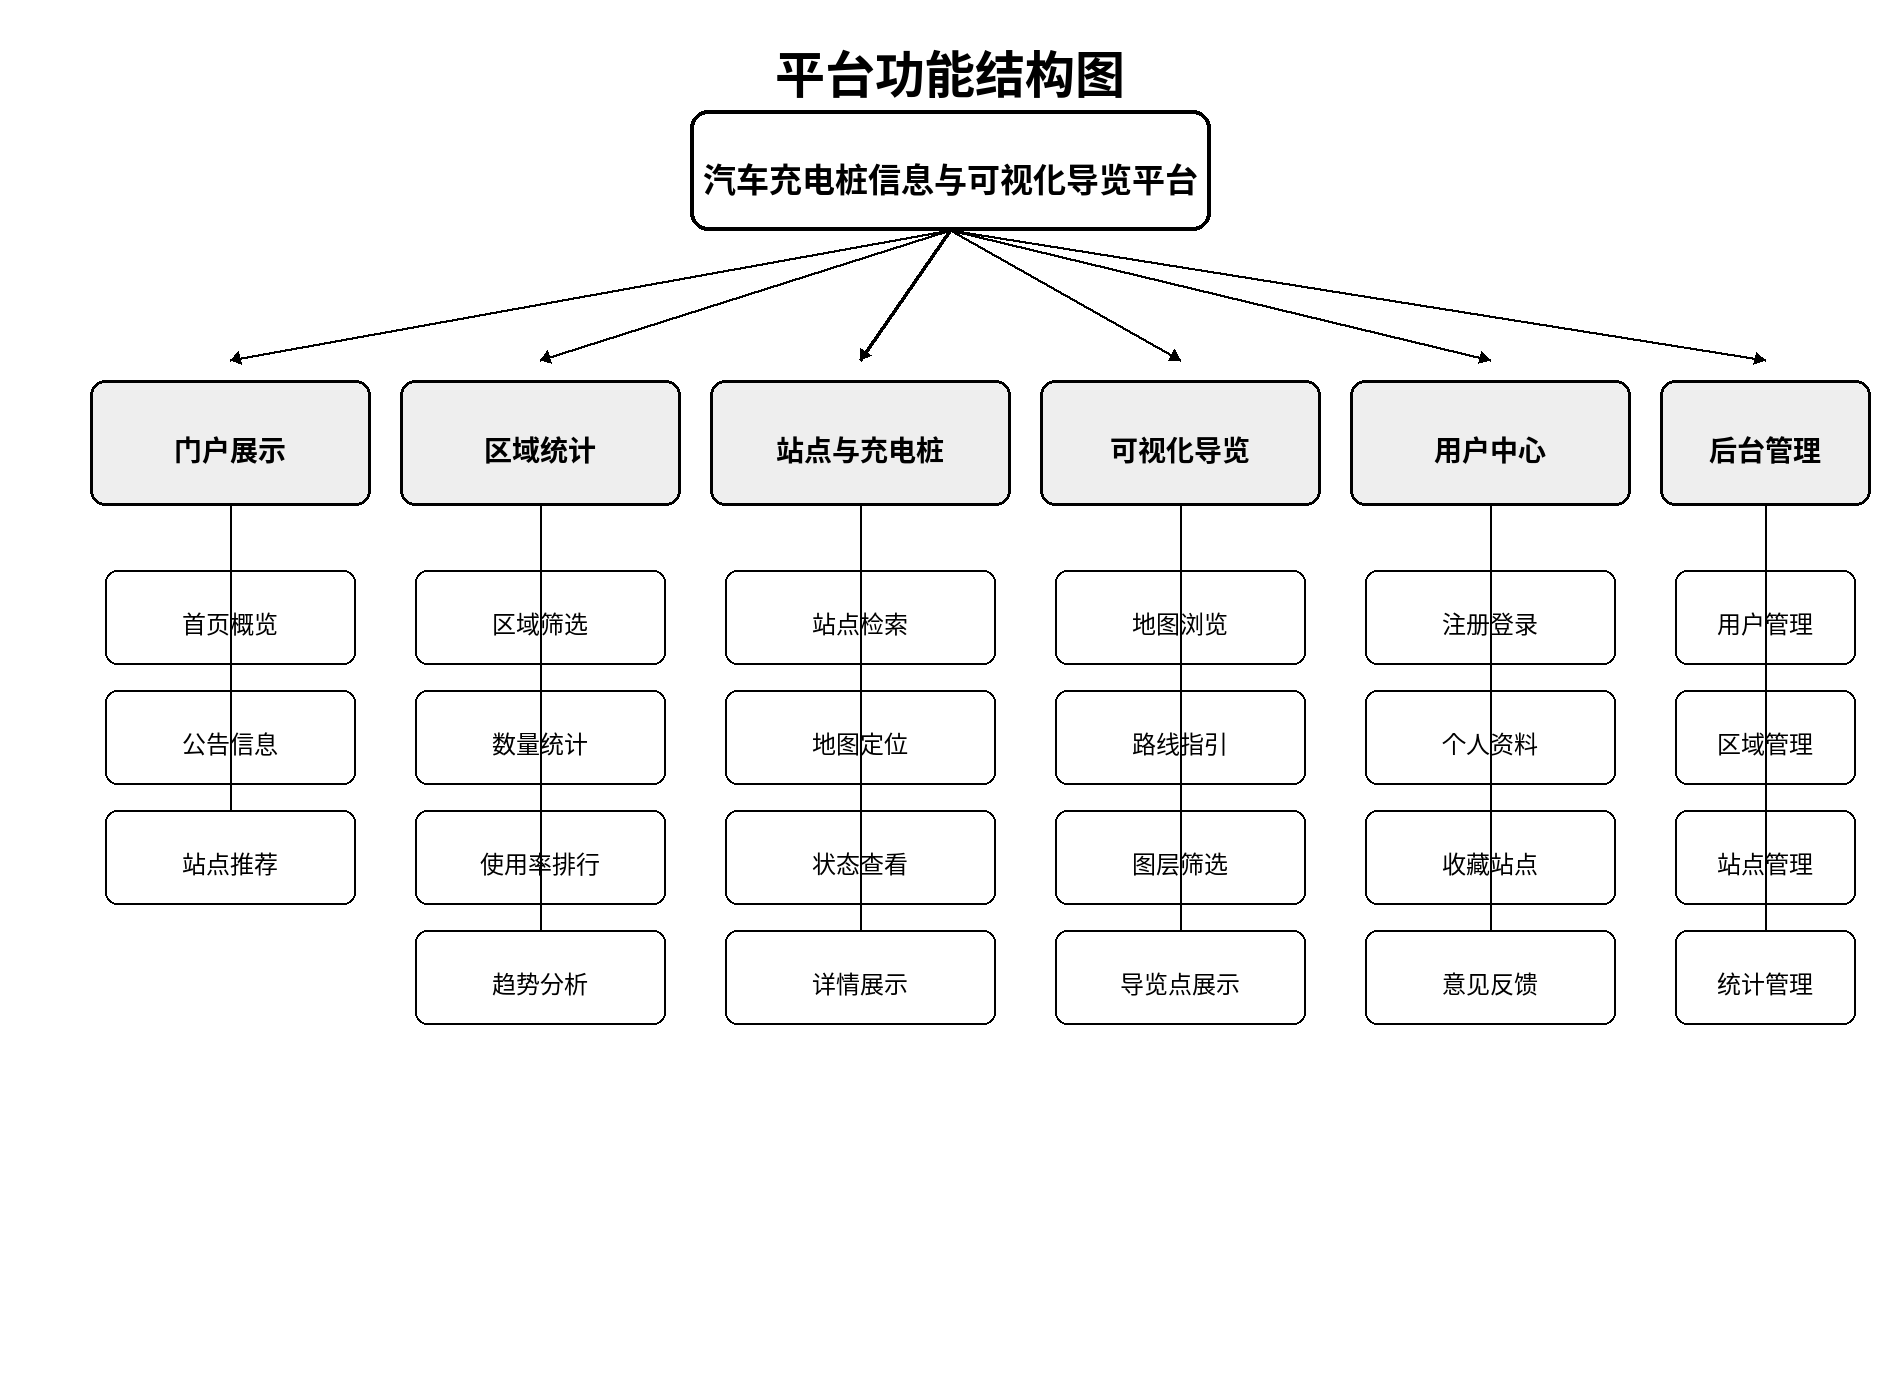 平台功能结构图
汽车充电桩信息与可视化导览平台
门户展示
区域统计
站点与充电桩
可视化导览
用户中心
后台管理
首页概览
区域筛选
站点检索
地图浏览
注册登录
用户管理
公告信息
数量统计
地图定位
路线指引
个人资料
区域管理
站点推荐
使用率排行
状态查看
图层筛选
收藏站点
站点管理
趋势分析
详情展示
导览点展示
意见反馈
统计管理